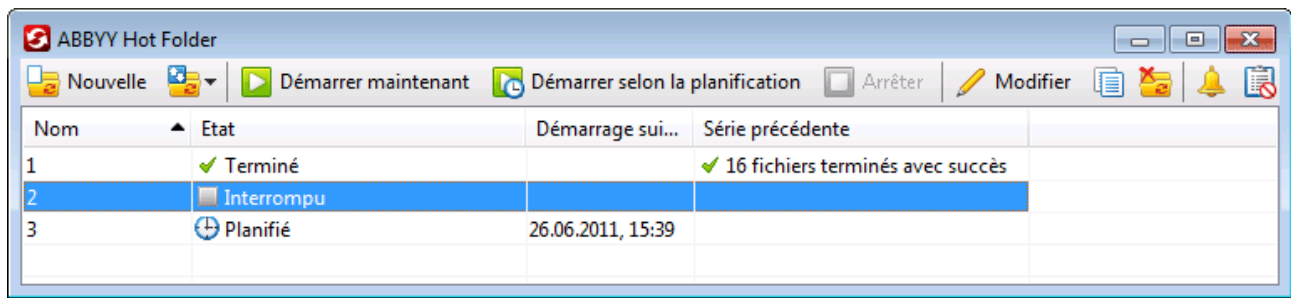 ABBYY Hot Folder
Nouvelle Démarrer maintenant Démarrer selon la planification Arrêter Modifier
Nom Etat Démarrage sui... Série précédente
1 Terminé 16 fichiers terminés avec succès
2 Interrompu
3 Planifié 26.06.2011, 15:39